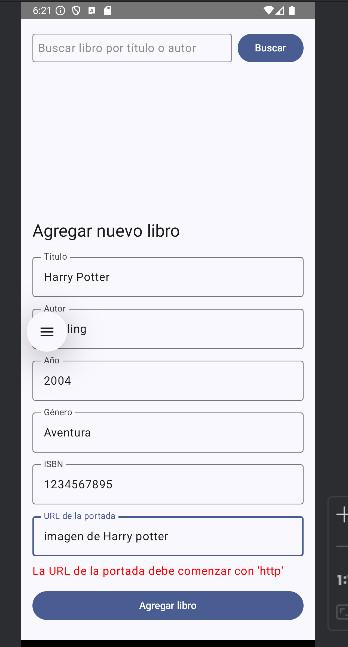 6:21
Buscar libro por título o autor
Buscar
Agregar nuevo libro
Título
Harry Potter
Autor
ling
Año
2004
Género
Aventura
ISBN
1234567895
URL de la portada
imagen de Harry potter
La URL de la portada debe comenzar con 'http'
Agregar libro